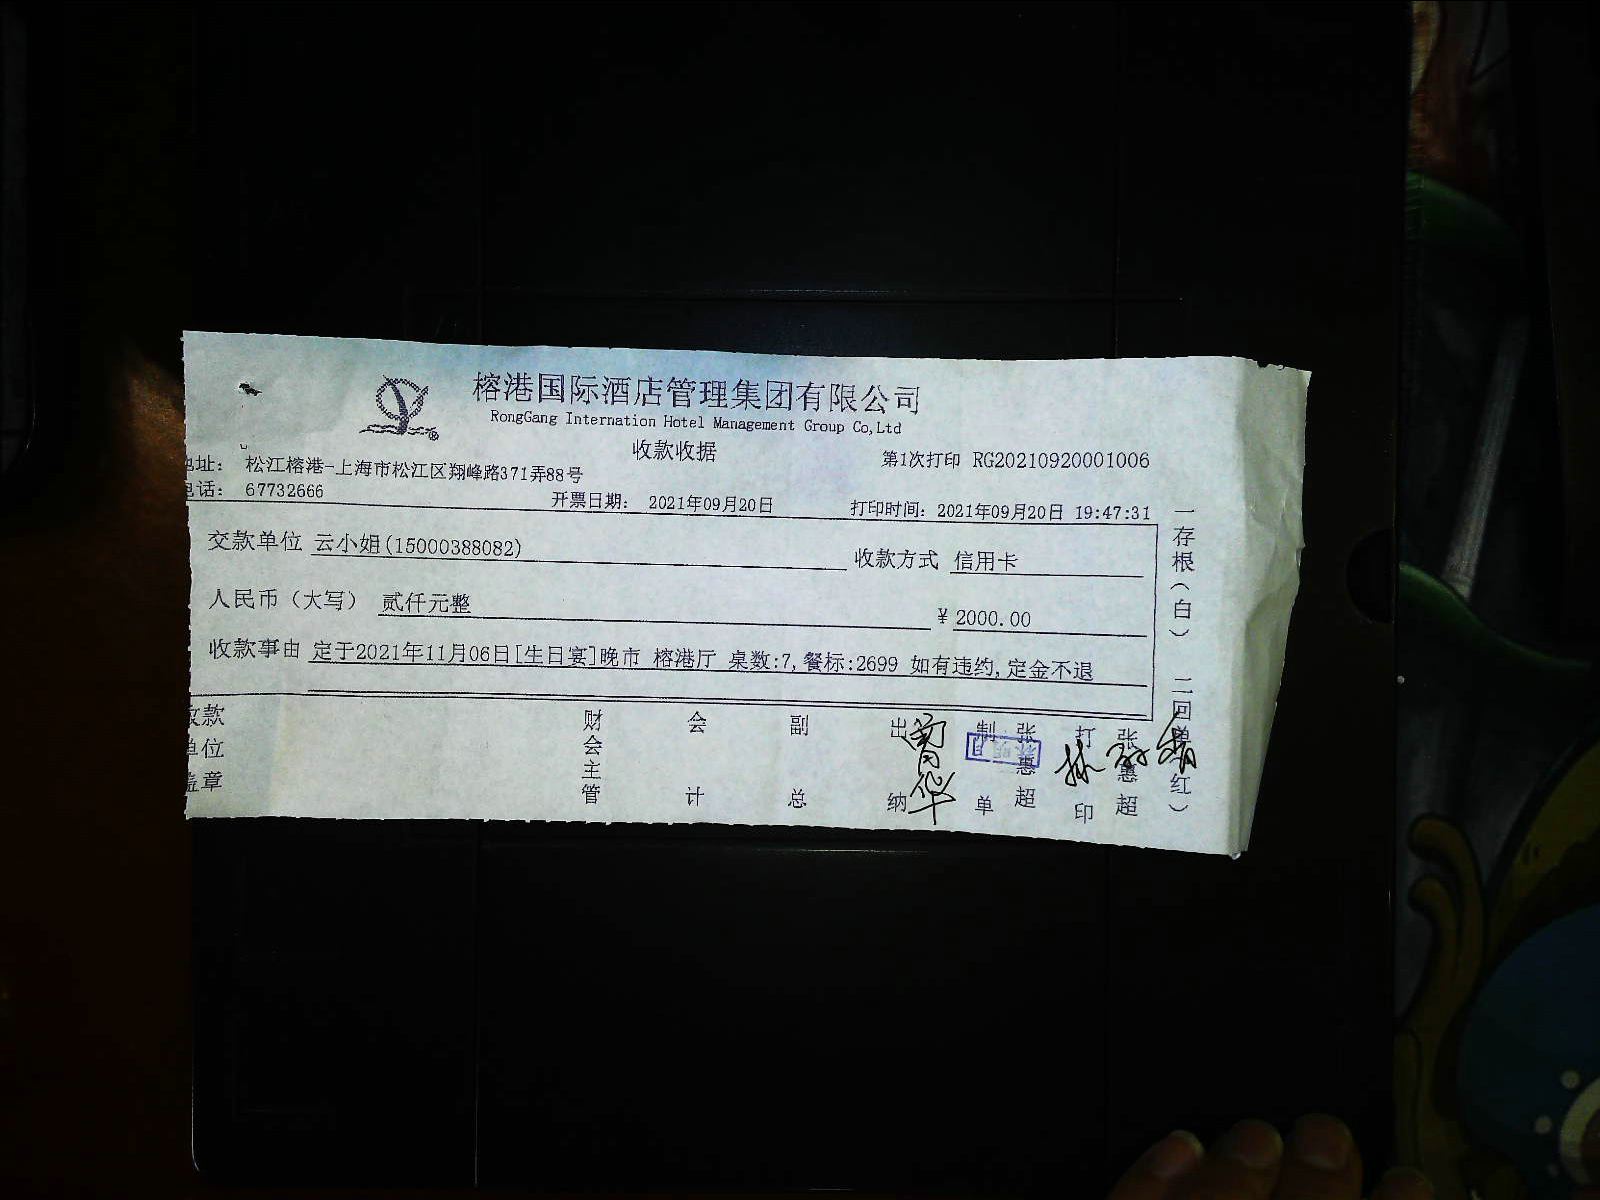 榕港国际酒店管理集团有限公司
RongGang Internation Hotel Management Group Co,Ltd
收款收据
第1次打印 RG20210920001006
地址： 松江榕港-上海市松江区翔峰路371弄88号
电话： 67732666
开票日期： 2021年09月20日
打印时间：2021年09月20日 19:47:31
交款单位 云小姐(15000388082)
收款方式 信用卡
人民币（大写） 贰仟元整
¥ 2000.00
收款事由 定于2021年11月06日[生日宴]晚市 榕港厅 桌数:7,餐标:2699 如有违约,定金不退
收款单位盖章
财会主管
会计
副总
出纳
制单
张惠超
打印
张惠超
一存根（白） 二回单（红）